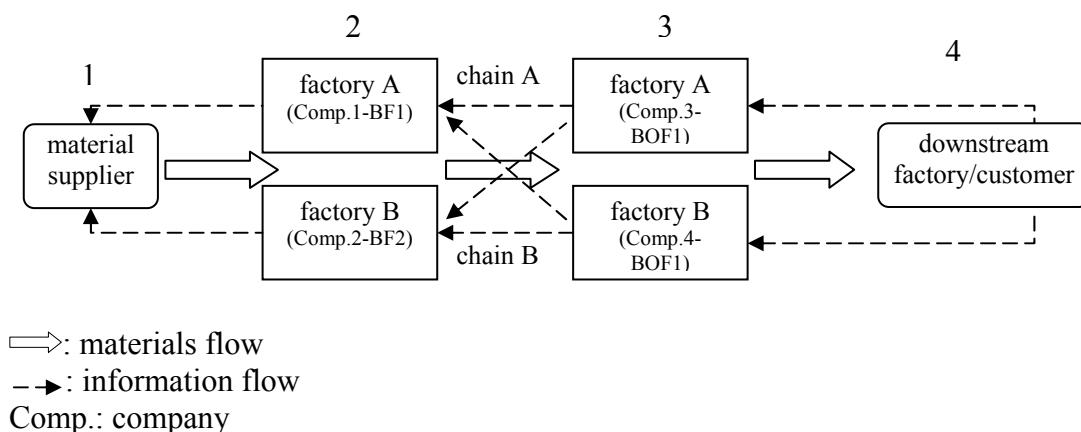 1
2
3
4
material
supplier
factory A
(Comp.1-BF1)
factory B
(Comp.2-BF2)
chain A
chain B
factory A
(Comp.3-
BOF1)
factory B
(Comp.4-
BOF1)
downstream
factory/customer
: materials flow
: information flow
Comp.: company